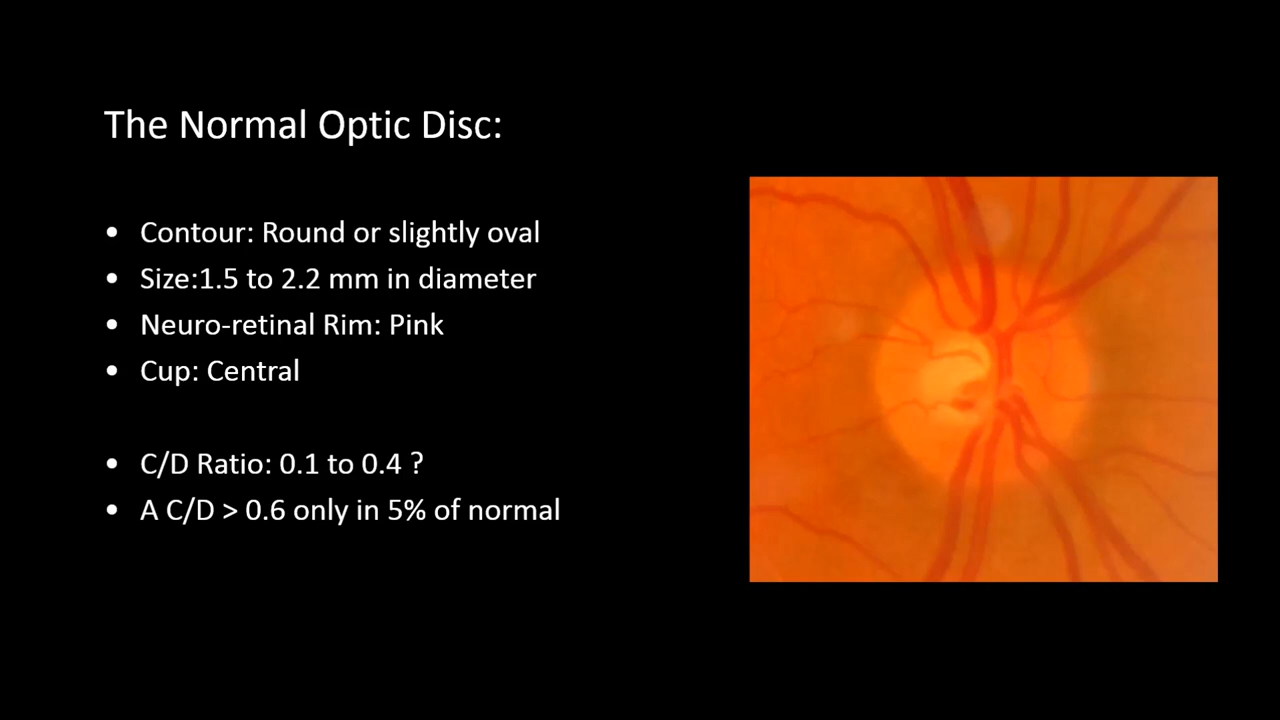 The Normal Optic Disc:
• Contour: Round or slightly oval
• Size:1.5 to 2.2 mm in diameter
• Neuro-retinal Rim: Pink
• Cup: Central
• C/D Ratio: 0.1 to 0.4 ?
• A C/D > 0.6 only in 5% of normal